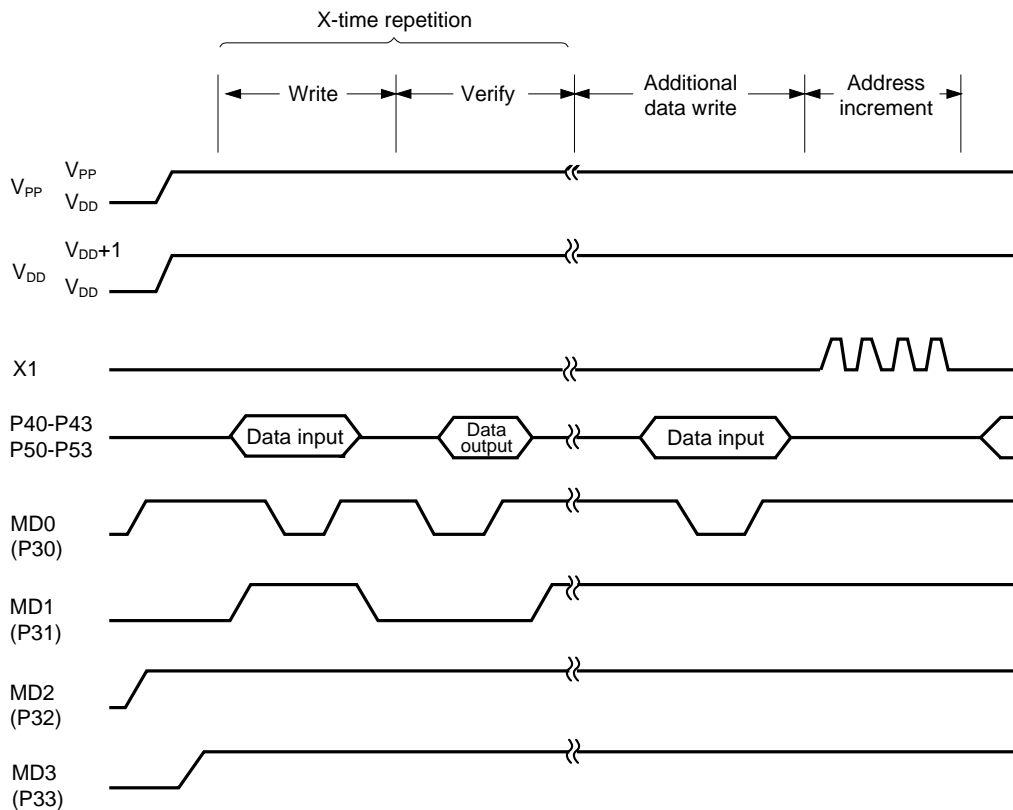 X-time repetition
Write
Verify
Additional
data write
Address
increment
VPP
VPP
VDD
VDD
VDD+1
VDD
X1
P40-P43
P50-P53
Data input
Data
output
Data input
MD0
(P30)
MD1
(P31)
MD2
(P32)
MD3
(P33)